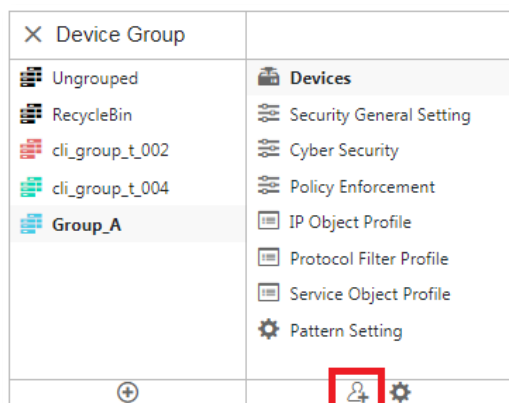 Device Group
Ungrouped
RecycleBin
cli_group_t_002
cli_group_t_004
Group_A
Devices
Security General Setting
Cyber Security
Policy Enforcement
IP Object Profile
Protocol Filter Profile
Service Object Profile
Pattern Setting